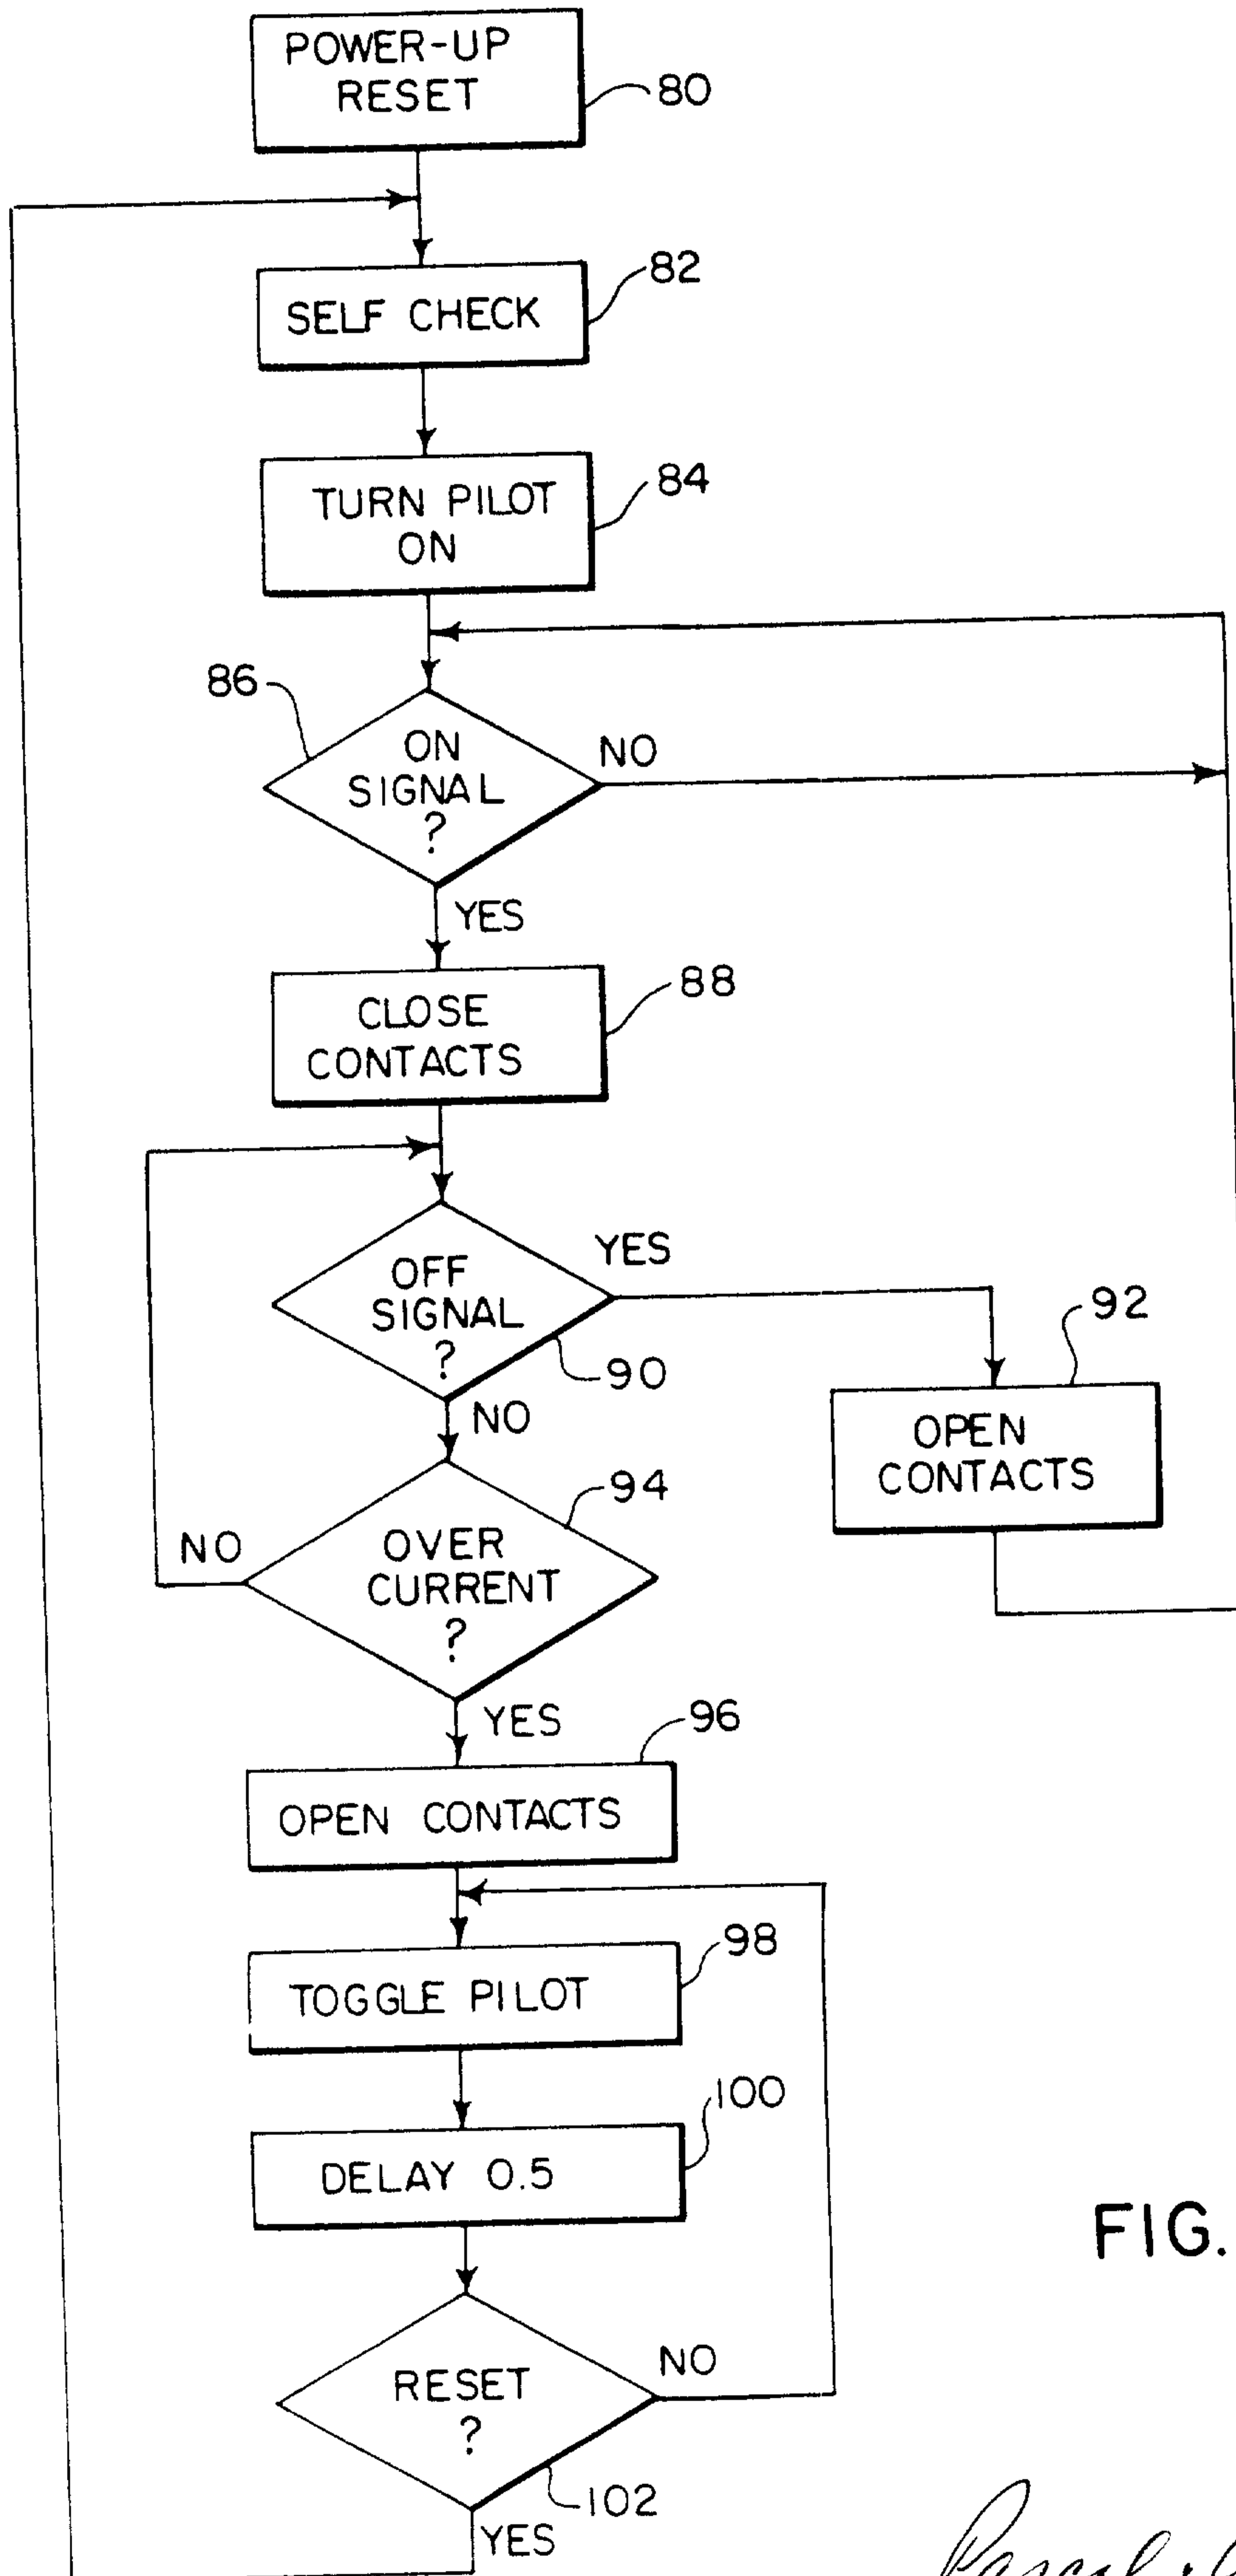 POWER-UP
RESET
80
82
SELF CHECK
84
TURN PILOT
ON
86
ON
SIGNAL
?
NO
YES
88
CLOSE
CONTACTS
OFF
SIGNAL
?
YES
90
NO
92
OPEN
CONTACTS
94
OVER
CURRENT
?
NO
YES
96
OPEN CONTACTS
98
TOGGLE PILOT
100
DELAY 0.5
FIG.
RESET
?
NO
102
YES